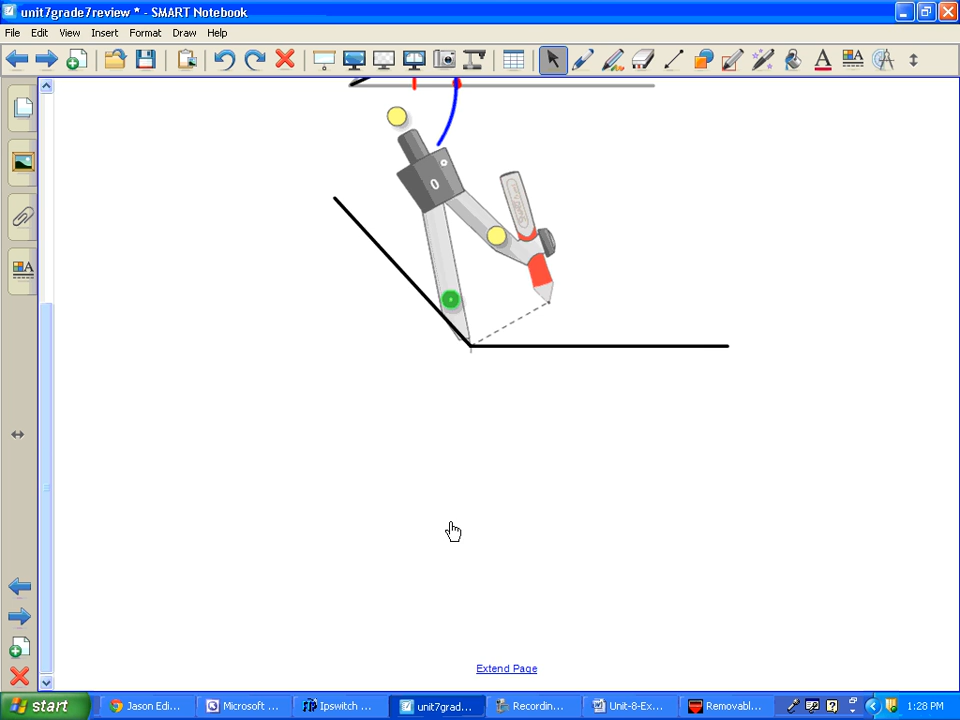 unit7grade7review * - SMART Notebook
File Edit View Insert Format Draw Help
0
Extend Page
start Jason Edi... Microsoft ... Ipswitch ... unit7grad... Recordin... Unit-8-Ex... Removabl... 1:28 PM